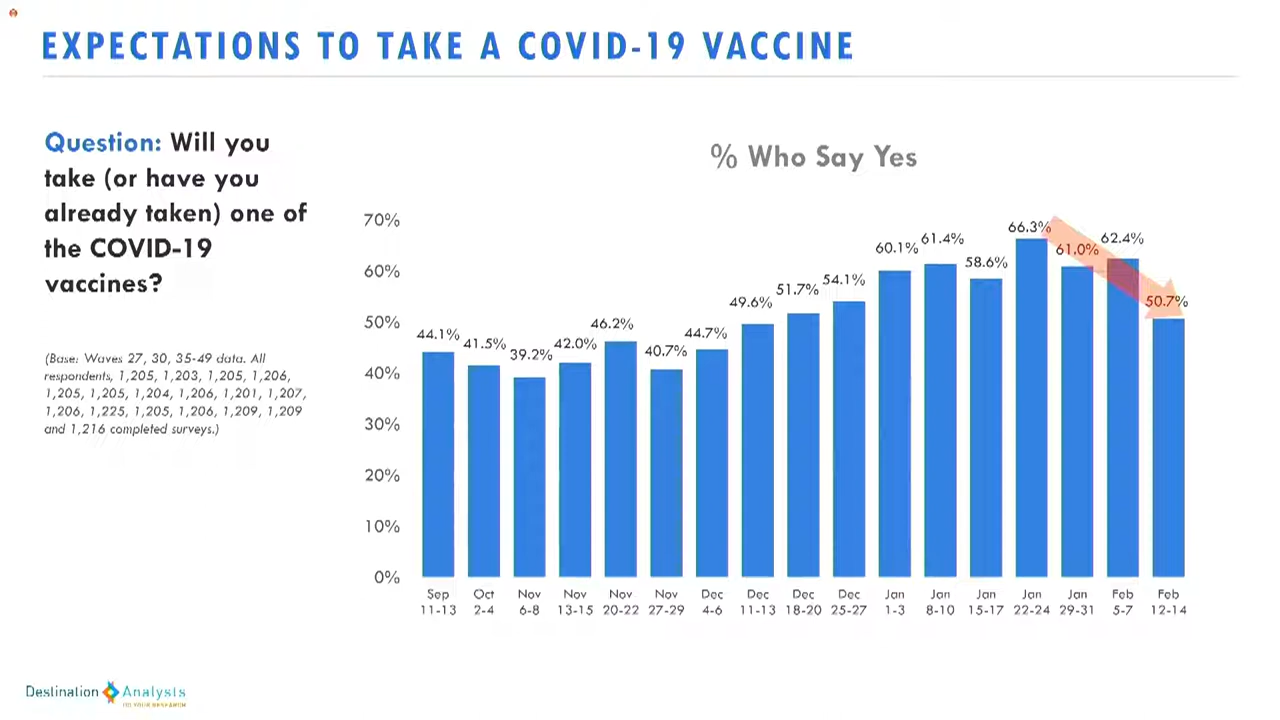 EXPECTATIONS TO TAKE A COVID-19 VACCINE
Question: Will you
take (or have you
already taken) one of
the COVID-19
vaccines?
(Base: Waves 27, 30, 35-49 data. All
respondents, 1,205, 1,203, 1,205, 1,206,
1,205, 1,205, 1,204, 1,206, 1,201, 1,207,
1,206, 1,225, 1,205, 1,206, 1,209, 1,209
and 1,216 completed surveys.)
% Who Say Yes
70%
60%
50%
40%
30%
20%
10%
0%
44.1%
41.5%
39.2%
42.0%
46.2%
40.7%
44.7%
49.6%
51.7%
54.1%
60.1%
61.4%
58.6%
66.3%
61.0%
62.4%
50.7%
Sep
11-13
Oct
2-4
Nov
6-8
Nov
13-15
Nov
20-22
Nov
27-29
Dec
4-6
Dec
11-13
Dec
18-20
Dec
25-27
Jan
1-3
Jan
8-10
Jan
15-17
Jan
22-24
Jan
29-31
Feb
5-7
Feb
12-14
Destination Analysts
DO YOUR RESEARCH